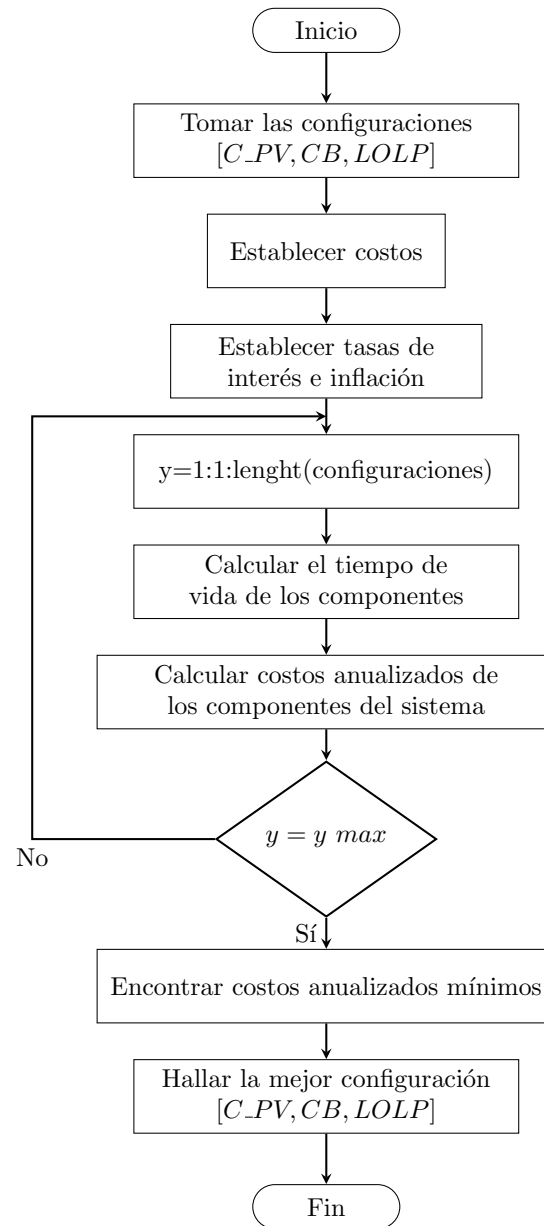 Inicio
Tomar las configuraciones
[C_PV, CB, LOLP]
Establecer costos
Establecer tasas de
interés e inflación
y=1:1:lenght(configuraciones)
Calcular el tiempo de
vida de los componentes
Calcular costos anualizados de
los componentes del sistema
y = y max
No
Sí
Encontrar costos anualizados mínimos
Hallar la mejor configuración
[C_PV, CB, LOLP]
Fin